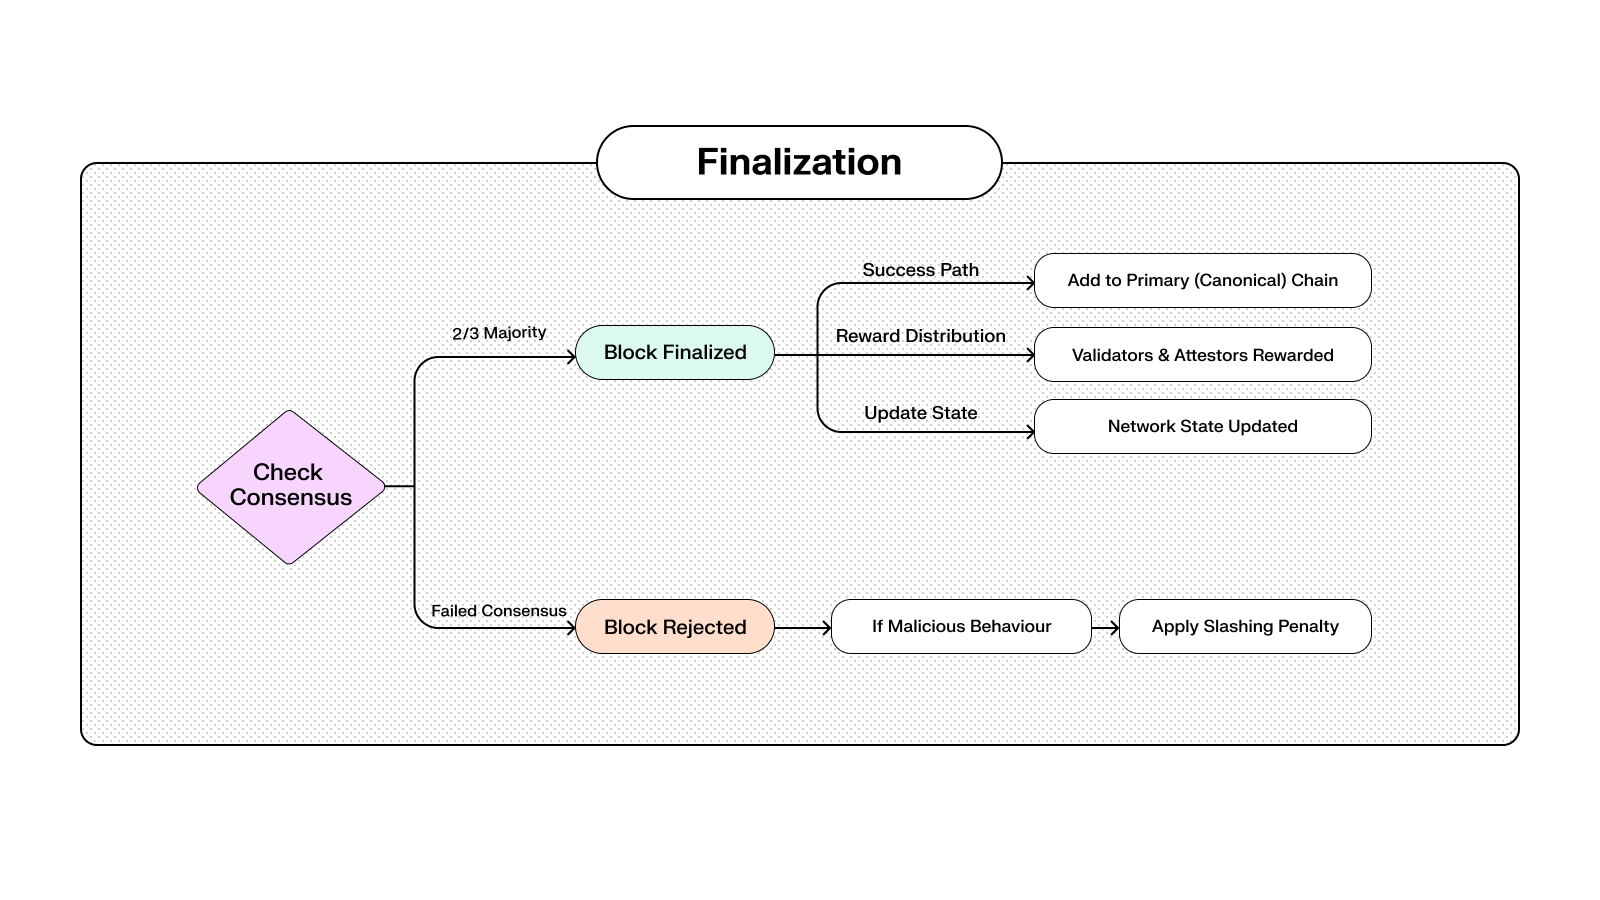 Finalization
Success Path
Add to Primary (Canonical) Chain
2/3 Majority
Block Finalized
Reward Distribution
Validators & Attestors Rewarded
Update State
Network State Updated
Check
Consensus
Failed Consensus
Block Rejected
If Malicious Behaviour
Apply Slashing Penalty